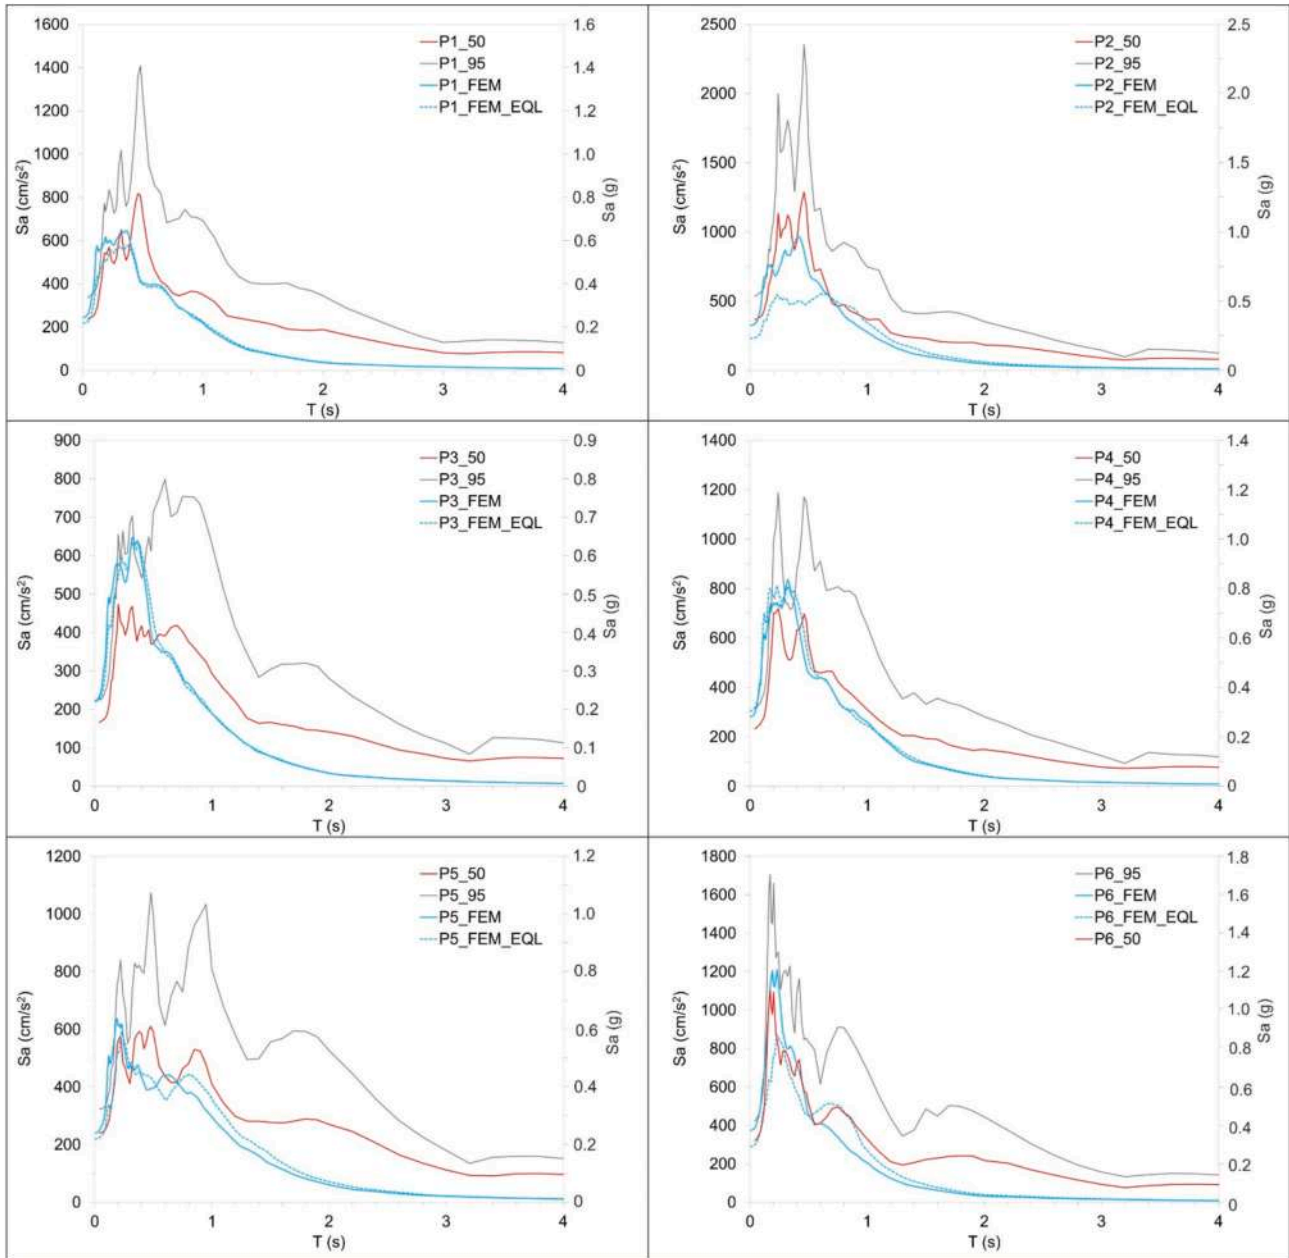 1600
1400
1200
1000
800
600
400
200
0
Sa (cm/s²)
1.6
1.4
1.2
1.0
0.8
0.6
0.4
0.2
0
Sa (g)
P1_50
P1_95
P1_FEM
P1_FEM_EQL
0 1 2 3 4
T (s)
2500
2000
1500
1000
500
0
Sa (cm/s²)
2.5
2.0
1.5
1.0
0.5
0
Sa (g)
P2_50
P2_95
P2_FEM
P2_FEM_EQL
0 1 2 3 4
T (s)
900
800
700
600
500
400
300
200
100
0
Sa (cm/s²)
0.9
0.8
0.7
0.6
0.5
0.4
0.3
0.2
0.1
0
Sa (g)
P3_50
P3_95
P3_FEM
P3_FEM_EQL
0 1 2 3 4
T (s)
1400
1200
1000
800
600
400
200
0
Sa (cm/s²)
1.4
1.2
1.0
0.8
0.6
0.4
0.2
0
Sa (g)
P4_50
P4_95
P4_FEM
P4_FEM_EQL
0 1 2 3 4
T (s)
1200
1000
800
600
400
200
0
Sa (cm/s²)
1.2
1.0
0.8
0.6
0.4
0.2
0
Sa (g)
P5_50
P5_95
P5_FEM
P5_FEM_EQL
0 1 2 3 4
T (s)
1800
1600
1400
1200
1000
800
600
400
200
0
Sa (cm/s²)
1.8
1.6
1.4
1.2
1.0
0.8
0.6
0.4
0.2
0
Sa (g)
P6_95
P6_FEM
P6_FEM_EQL
P6_50
0 1 2 3 4
T (s)